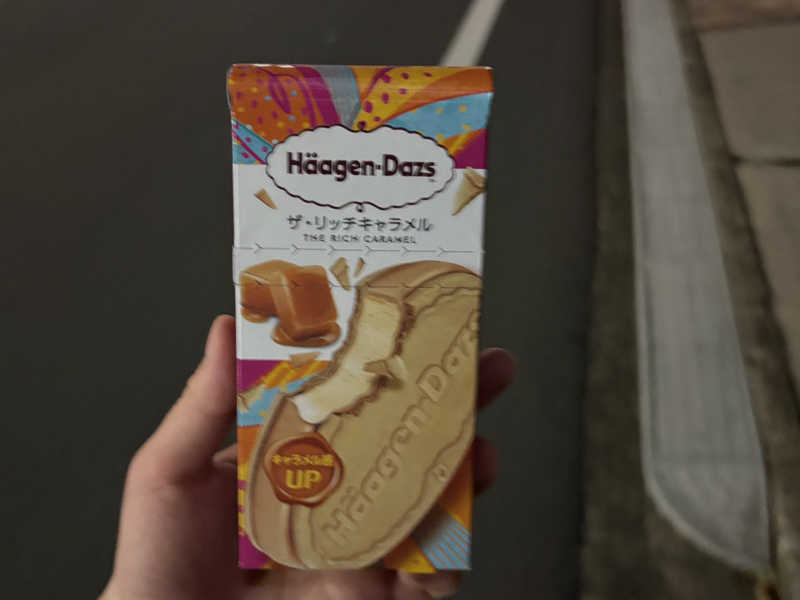 Häagen-Dazs
ザ・リッチキャラメル
THE RICH CARAMEL
Häagen-Dazs
キャラメル感
UP